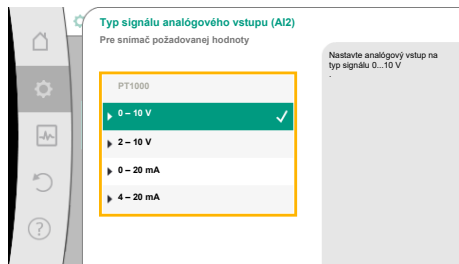 Typ signálu analógového vstupu (AI2)
Pre snímač požadovanej hodnoty
Nastavte analógový vstup na
typ signálu 0...10 V
.
PT1000
0 – 10 V
2 – 10 V
0 – 20 mA
4 – 20 mA
?